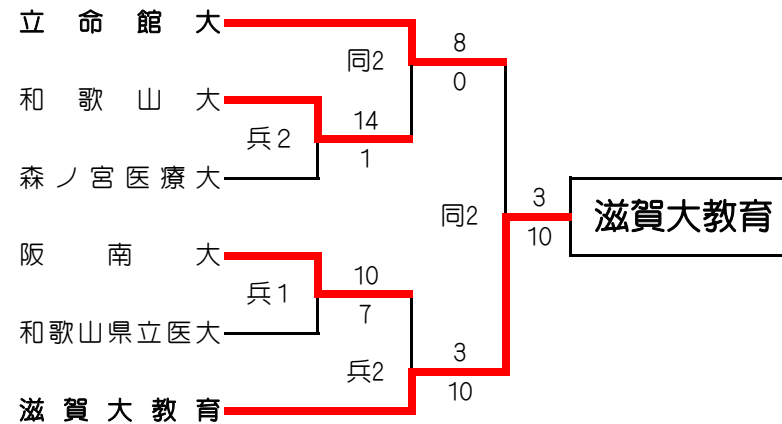 立命館大
8
同2
0
和歌山大
14
兵2
1
森ノ宮医療大
3
滋賀大教育
同2
10
阪南大
10
兵1
7
和歌山県立医大
3
兵2
10
滋賀大教育